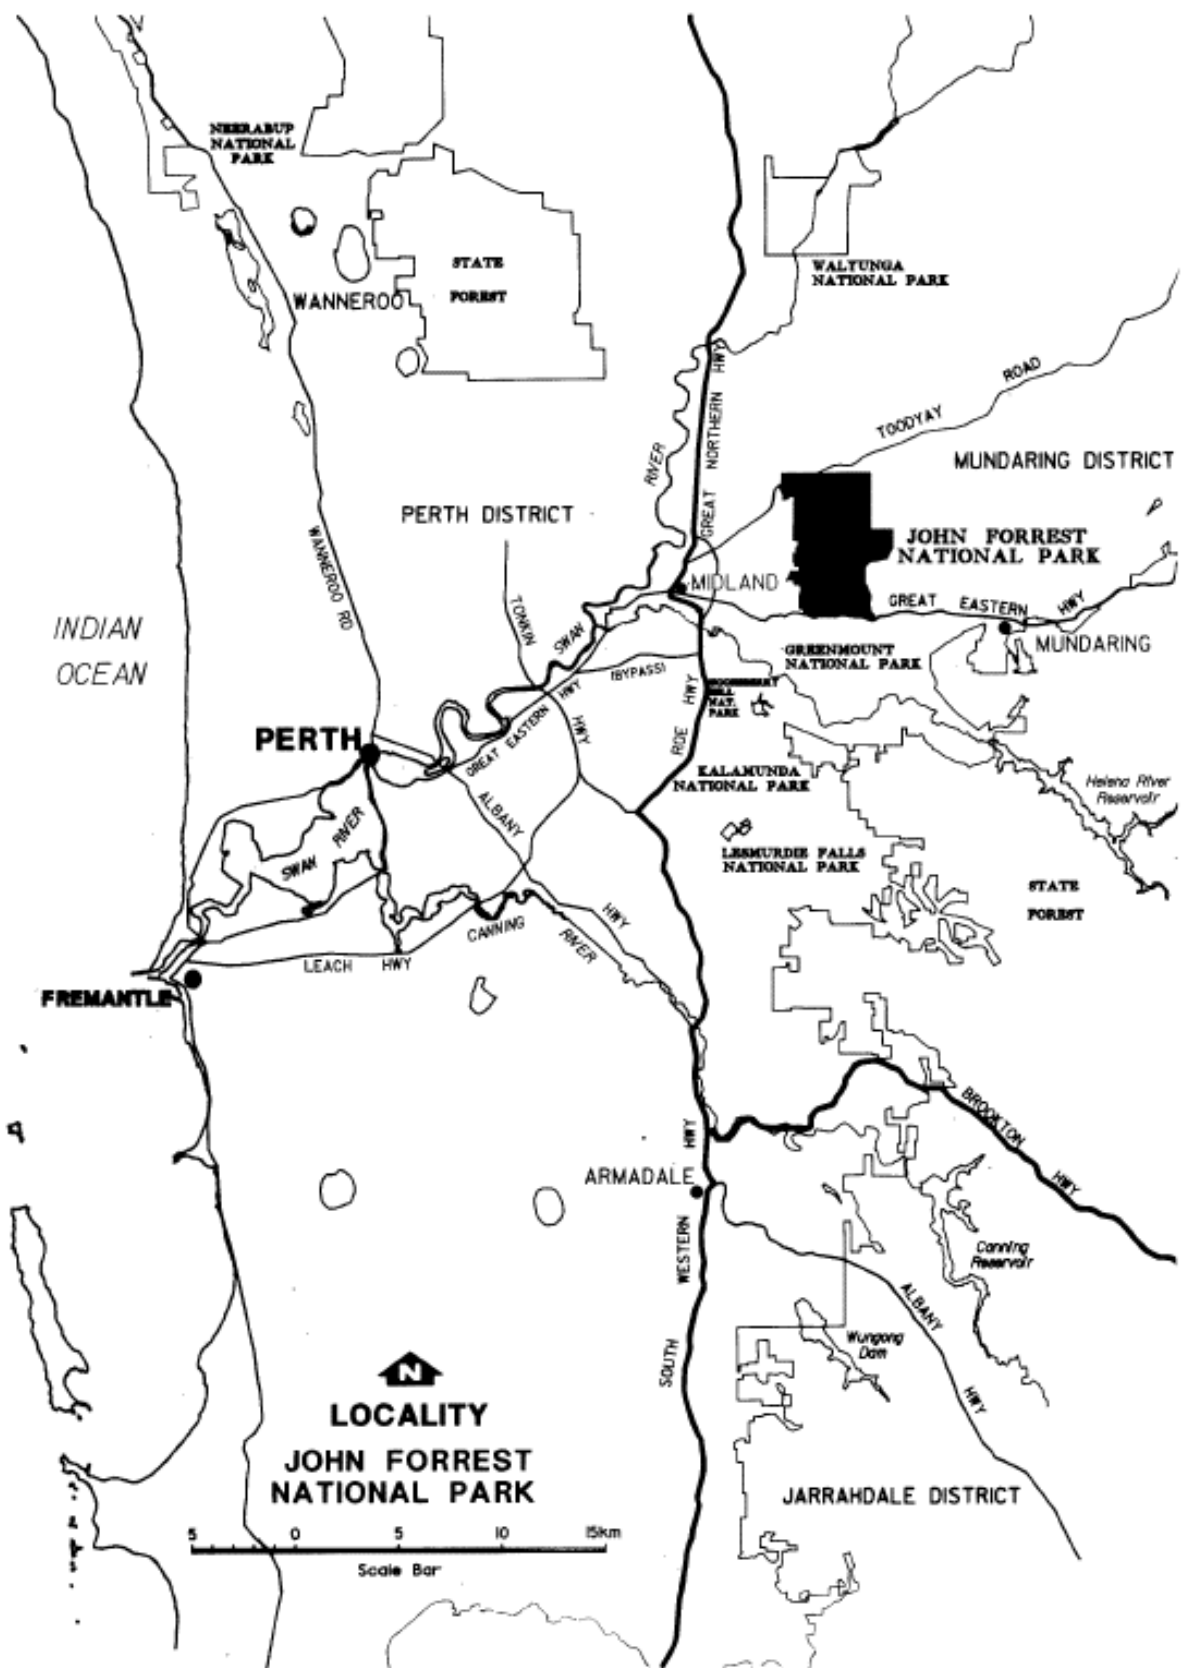 NEERABUP
NATIONAL
PARK
STATE
FOREST
WANNEROO
WALYUNGA
NATIONAL PARK
GREAT NORTHERN HWY
TOODYAY ROAD
RIVER
MUNDARING DISTRICT
PERTH DISTRICT
JOHN FORREST
NATIONAL PARK
WANNEROO RD
MIDLAND
GREAT EASTERN HWY
TONKIN
HWY
SWAN
INDIAN
OCEAN
MUNDARING
GREENMOUNT
NATIONAL PARK
(BYPASS)
HILL
NAT.
PARK
ROE HWY
GREAT EASTERN HWY
PERTH
KALAMUNDA
NATIONAL PARK
Helena River
Reservoir
ALBANY
HWY
SWAN RIVER
LESMURDIE FALLS
NATIONAL PARK
STATE
FOREST
CANNING
RIVER
LEACH HWY
FREMANTLE
BROOKTON
HWY
ARMADALE
SOUTH WESTERN HWY
Canning
Reservoir
ALBANY
HWY
Wungong
Dam
N
LOCALITY
JOHN FORREST
NATIONAL PARK
JARRAHDALE DISTRICT
5 0 5 10 15km
Scale Bar